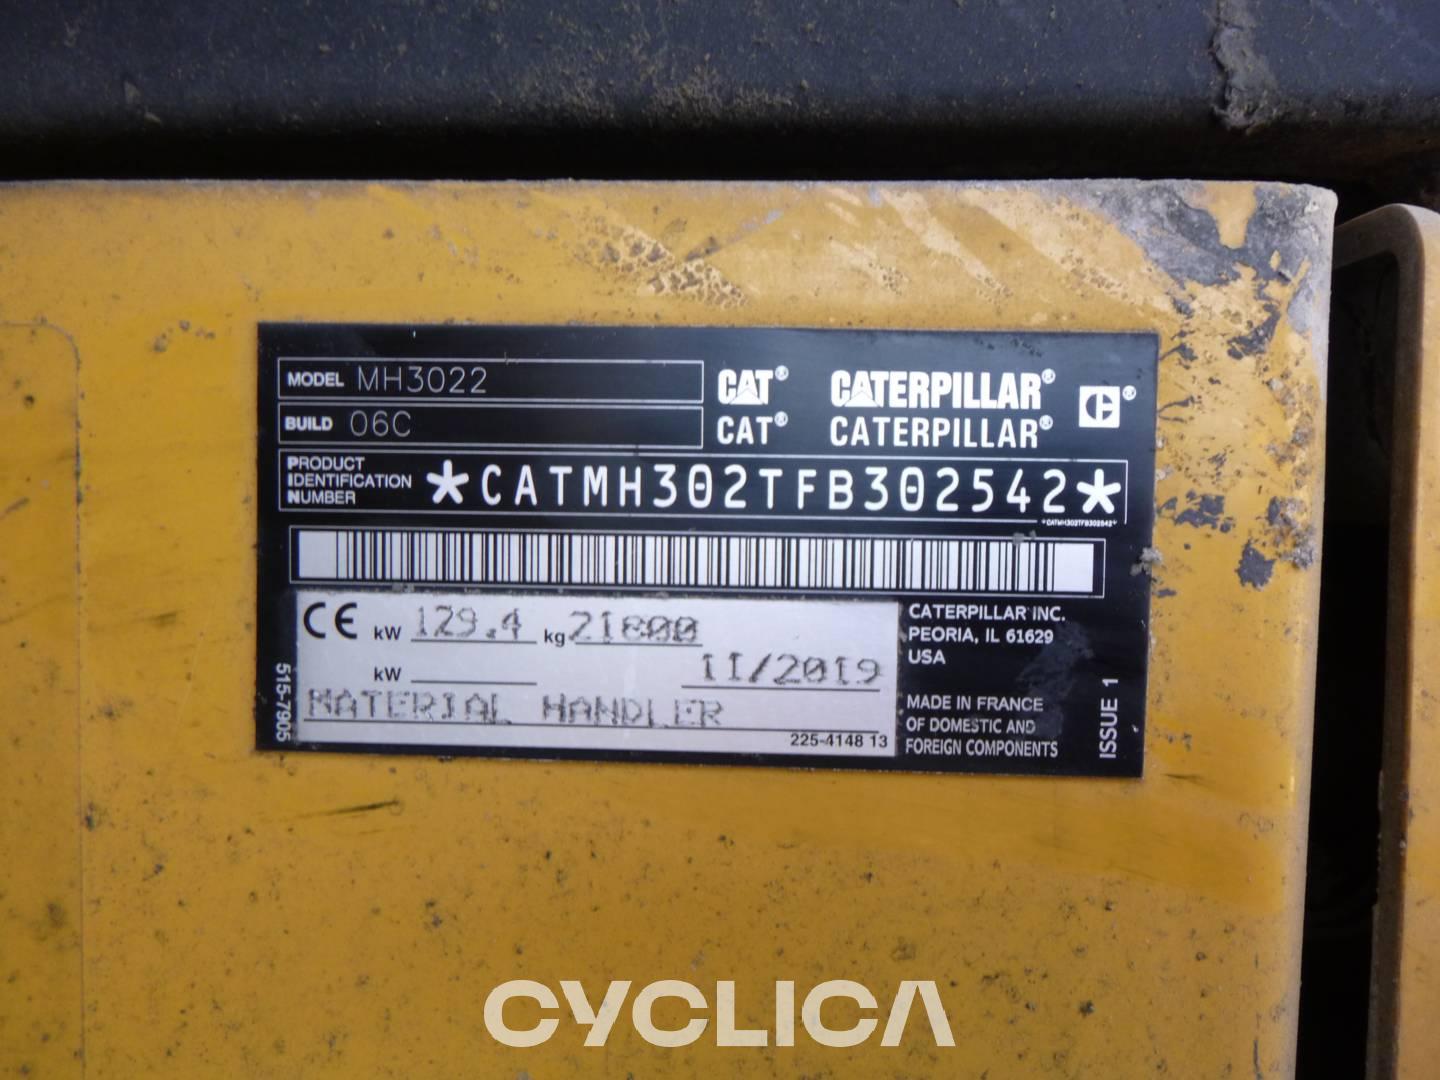 MODEL MH3022
BUILD 06C
CAT® CATERPILLAR®
CAT® CATERPILLAR®
PRODUCT
IDENTIFICATION
NUMBER
*CATMH302TFB302542*
*CATMH302TFB302542*
CE kW 129.4 kg 21800
kW 11/2019
MATERIAL HANDLER
225-4148 13
515-7905
CATERPILLAR INC.
PEORIA, IL 61629
USA
MADE IN FRANCE
OF DOMESTIC AND
FOREIGN COMPONENTS
ISSUE 1
CYCLICA